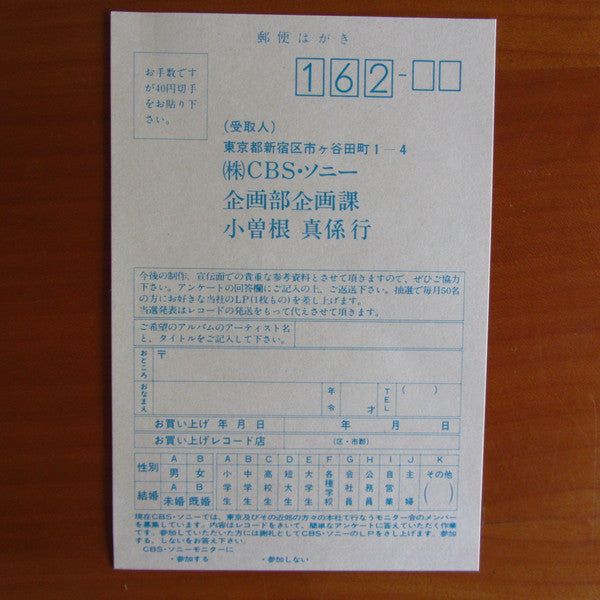 郵便はがき
お手数です
が40円切手
をお貼り下
さい。
162-
(受取人)
東京都新宿区市ヶ谷田町1-4
(株)CBS・ソニー
企画部企画課
小曽根 真係行
今後の制作、宣伝面での貴重な参考資料とさせて頂きますので、ぜひご協力
下さい。アンケートの回答欄にご記入の上、ご返送下さい。抽選で毎月50名
の方にお好きな当社のLP(1枚もの)を差し上げます。
当選発表はレコードの発送をもって代えさせて頂きます。
ご希望のアルバムのアーティスト名
と、タイトルをご記入して下さい。
おところ 〒
おなまえ 年令 才 TEL ( )
お買い上げ 年 月 日 年 月 日
お買い上げレコード店 (区・市郡)
性別 A 男 B 女
結婚 A 未婚 B 既婚
A 小学生 B 中学生 C 高校生 D 短大生 E 大学生 F 各種学校 G 会社員 H 公務員 I 自営業 J 主婦 K その他 ( )
現在CBS・ソニーでは、東京及びその近郊の方々の本社で行なうモニター会のメンバー
を募集しています。内容はレコードをきいて、簡単なアンケートに答えていただく作業
です。参加していただいた方には謝礼としてCBS・ソニーのLPをさし上げます。参加
する、しないをお答え下さい。
CBS・ソニーモニターに
・参加する ・参加しない